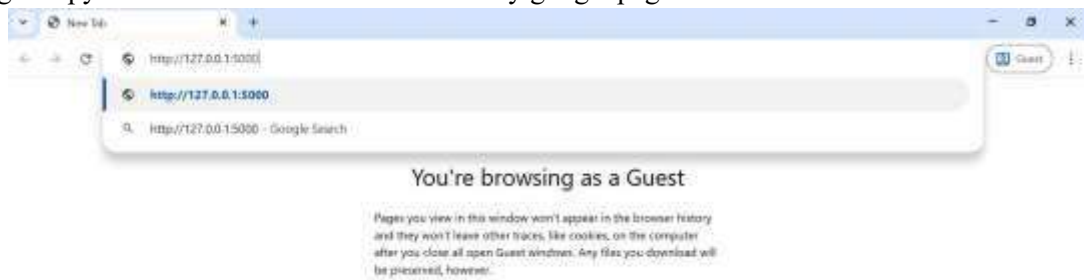 New Tab
http://127.0.0.1:5000
Guest
http://127.0.0.1:5000
http://127.0.0.1:5000 - Google Search
You're browsing as a Guest
Pages you view in this window won't appear in the browser history
and they won't leave other traces, like cookies, on the computer
after you close all open Guest windows. Any files you download will
be preserved, however.